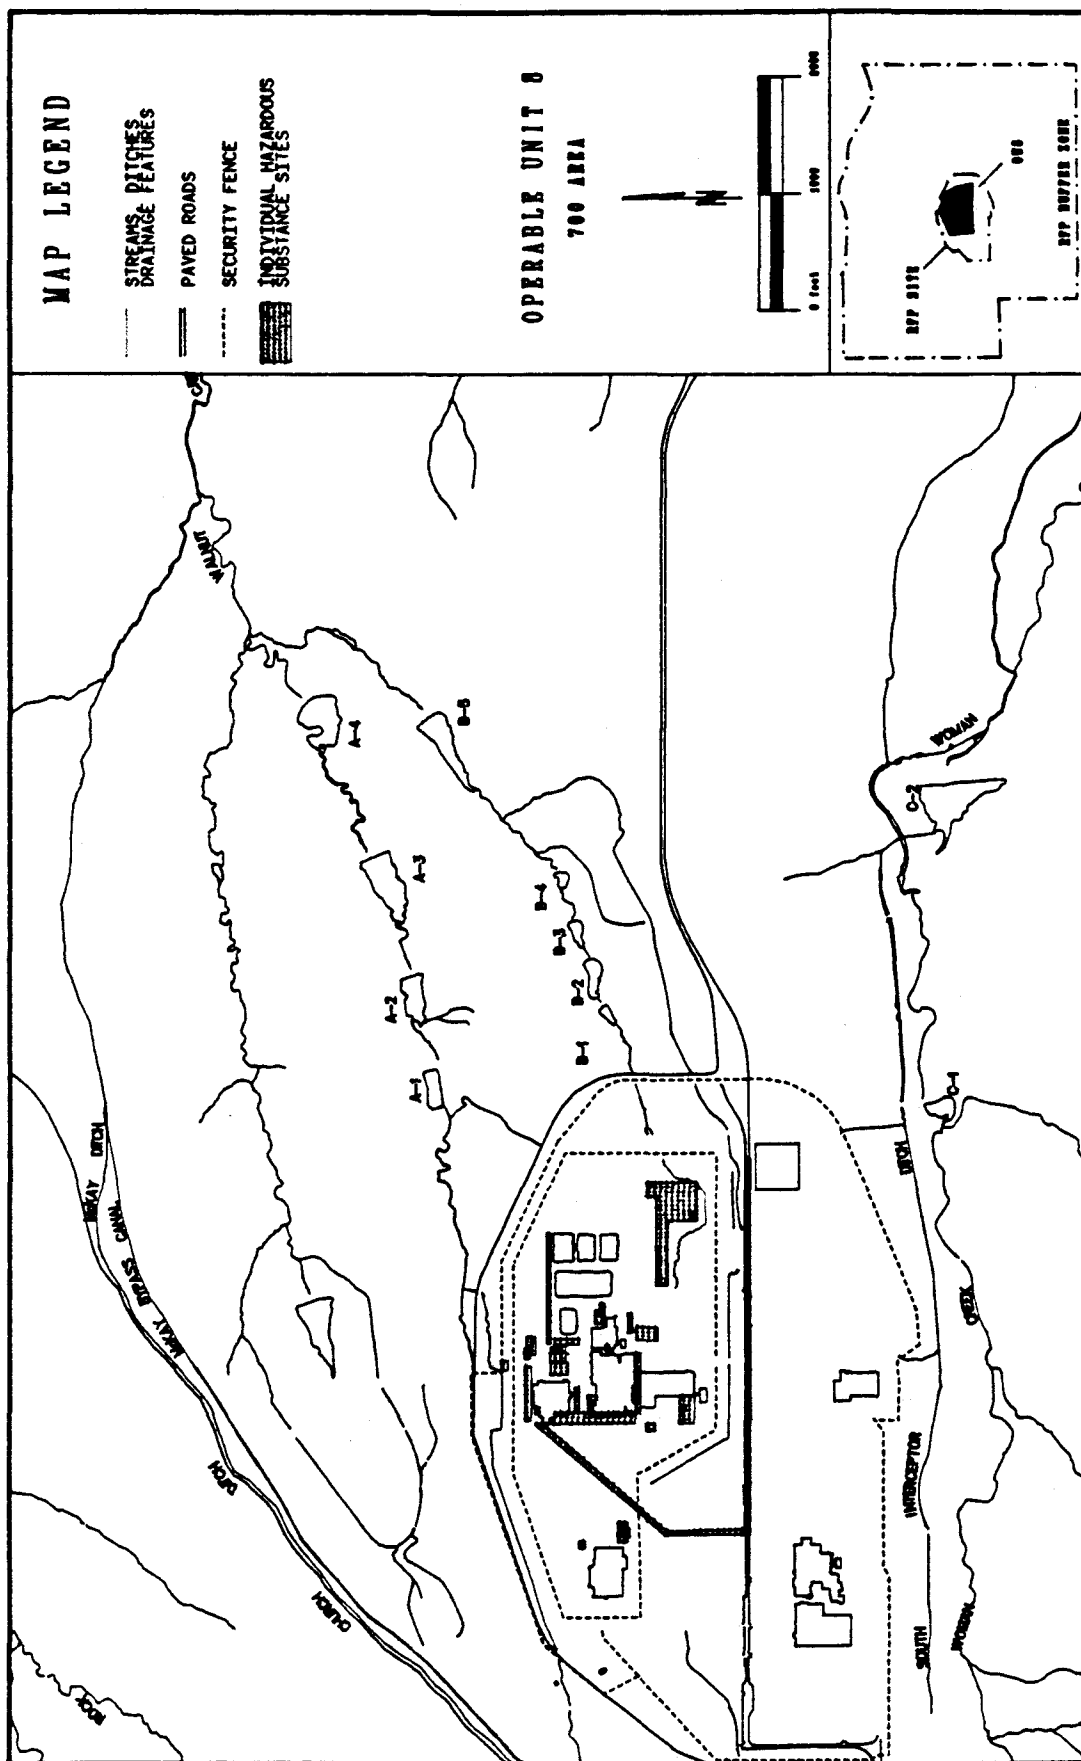 MAP LEGEND
STREAMS, DITCHES
DRAINAGE FEATURES
PAVED ROADS
SECURITY FENCE
INDIVIDUAL HAZARDOUS
SUBSTANCE SITES
OPERABLE UNIT 8
700 AREA
N
0 feet
1000
RFP SITE
OU8
RFP BUFFER ZONE
WALNUT
A-4
B-5
A-3
B-4
B-3
A-2
B-2
A-1
B-1
WOMAN
C-2
C-1
McKAY DITCH
McKAY BYPASS CANAL
DITCH
CHURCH
ROCK
DITCH
INTERCEPTOR
SOUTH
CREEK
WOMAN